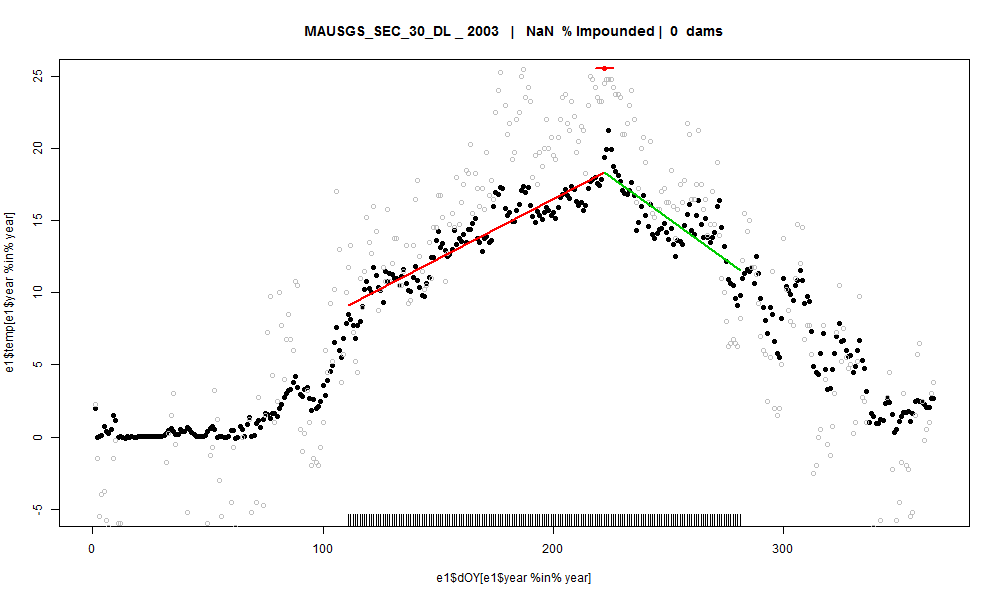 MAUSGS_SEC_30_DL _ 2003 | NaN % Impounded | 0 dams
e1$temp[e1$year %in% year]
25
20
15
10
5
0
-5
0 100 200 300
e1$dOY[e1$year %in% year]